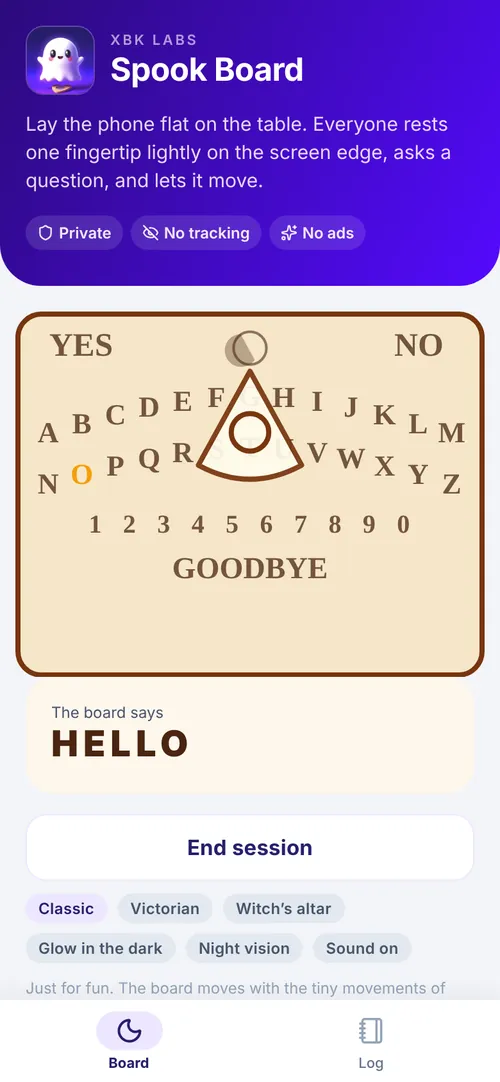 XBK LABS
Spook Board
Lay the phone flat on the table. Everyone rests
one fingertip lightly on the screen edge, asks a
question, and lets it move.
Private
No tracking
No ads
YES
NO
A B C D E F G H I J K L M
N O P Q R S T U V W X Y Z
1 2 3 4 5 6 7 8 9 0
GOODBYE
The board says
HELLO
End session
Classic
Victorian
Witch's altar
Glow in the dark
Night vision
Sound on
Just for fun. The board moves with the tiny movements of
Board
Log